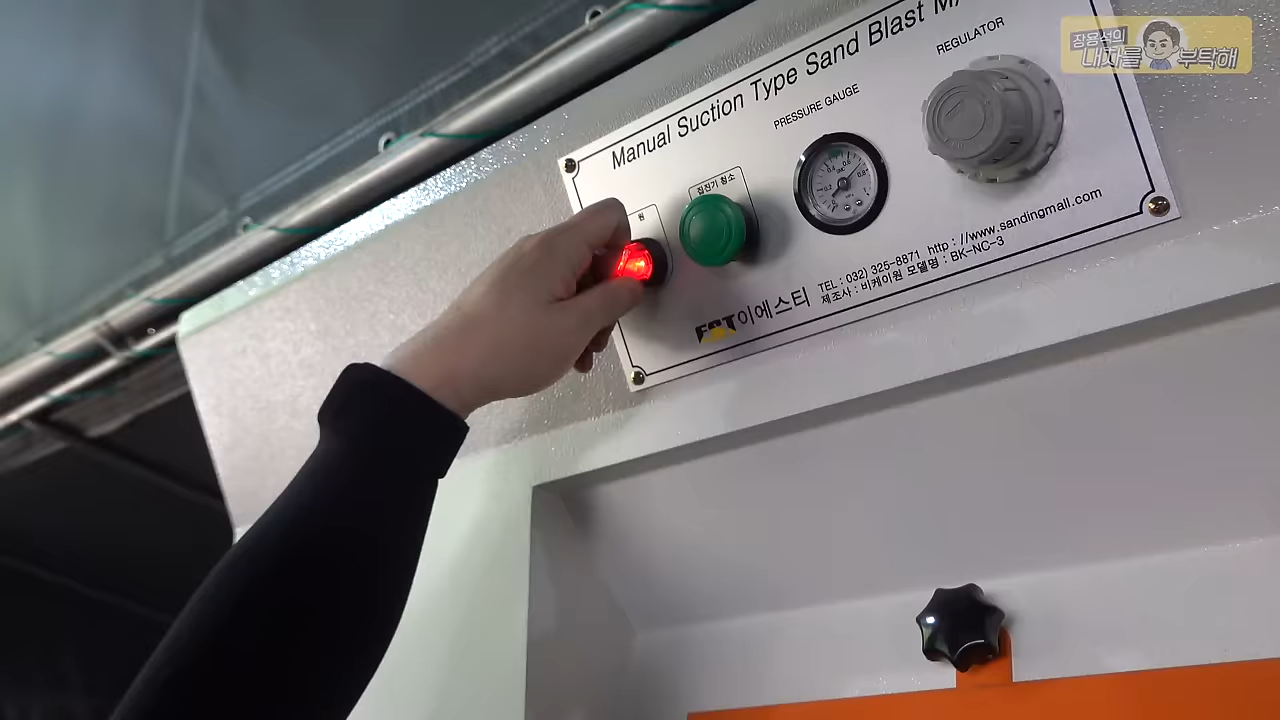 장용석의
내차를 부탁해
Manual Suction Type Sand Blast
REGULATOR
PRESSURE GAUGE
집진기 청소
원
TEL : 032) 325-8871 http : //www.sandingmall.com
제조사 : 비케이원 모델명 : BK-NC-3
이에스티